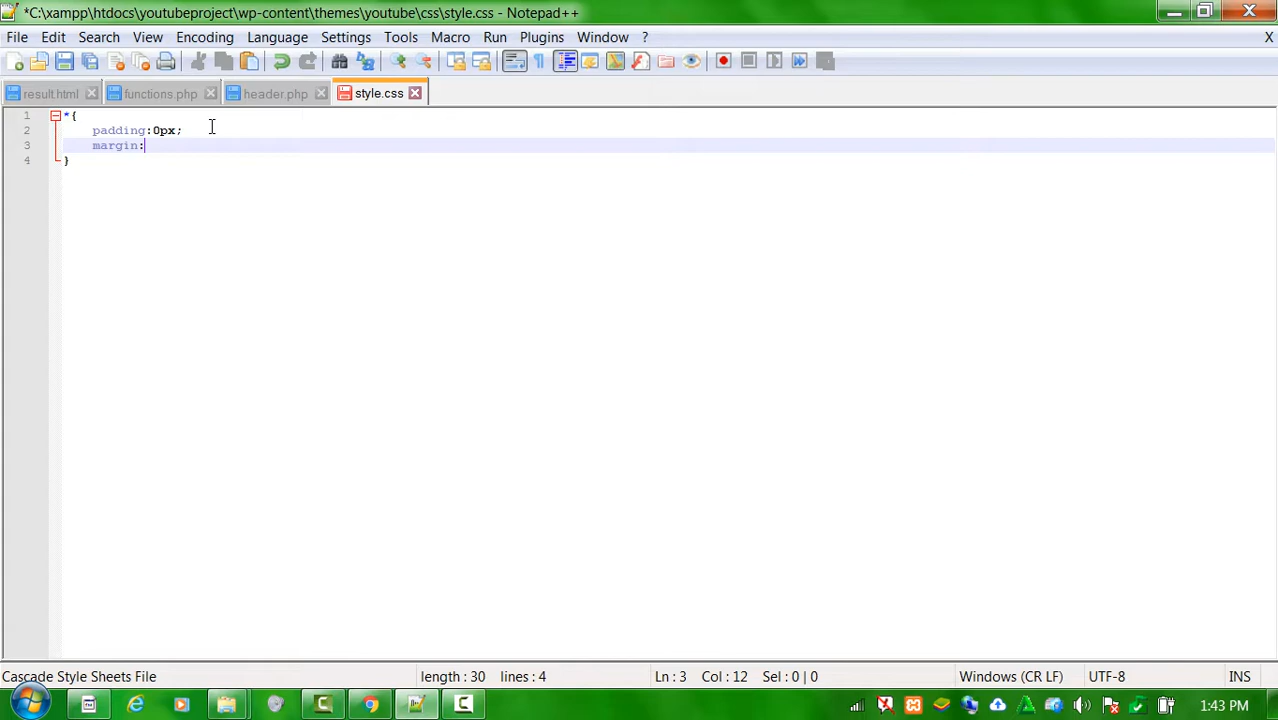 *C:\xampp\htdocs\youtubeproject\wp-content\themes\youtube\css\style.css - Notepad++
File Edit Search View Encoding Language Settings Tools Macro Run Plugins Window ? X
result.html functions.php header.php style.css
1 *{
2 padding:0px;
3 margin:
4 }
Cascade Style Sheets File length : 30 lines : 4 Ln : 3 Col : 12 Sel : 0 | 0 Windows (CR LF) UTF-8 INS
1:43 PM